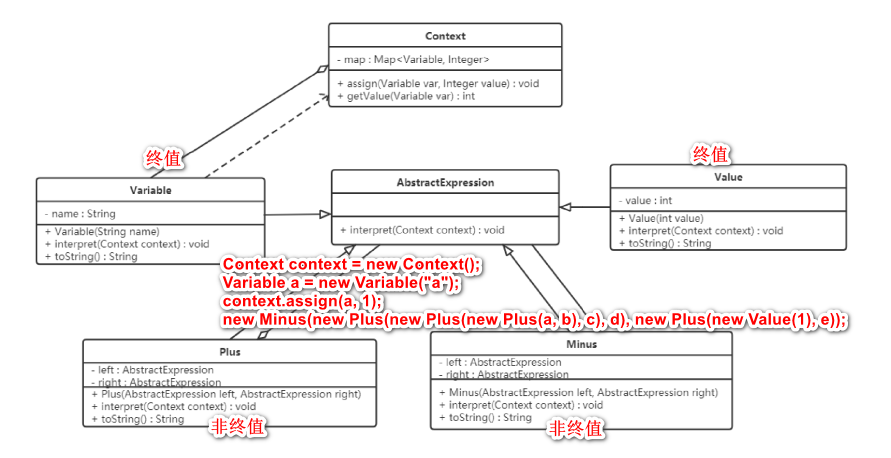 Context
- map : Map<Variable, Integer>
+ assign(Variable var, Integer value) : void
+ getValue(Variable var) : int
终值
终值
Variable
- name : String
+ Variable(String name)
+ interpret(Context context) : void
+ toString() : String
AbstractExpression
+ interpret(Context context) : void
Value
- value : int
+ Value(int value)
+ interpret(Context context) : void
+ toString() : String
Context context = new Context();
Variable a = new Variable("a");
context.assign(a, 1);
new Minus(new Plus(new Plus(new Plus(a, b), c), d), new Plus(new Value(1), e));
Plus
- left : AbstractExpression
- right : AbstractExpression
+ Plus(AbstractExpression left, AbstractExpression right)
+ interpret(Context context) : void
+ toString() : String
非终值
Minus
- left : AbstractExpression
- right : AbstractExpression
+ Minus(AbstractExpression left, AbstractExpression right)
+ interpret(Context context) : void
+ toString() : String
非终值